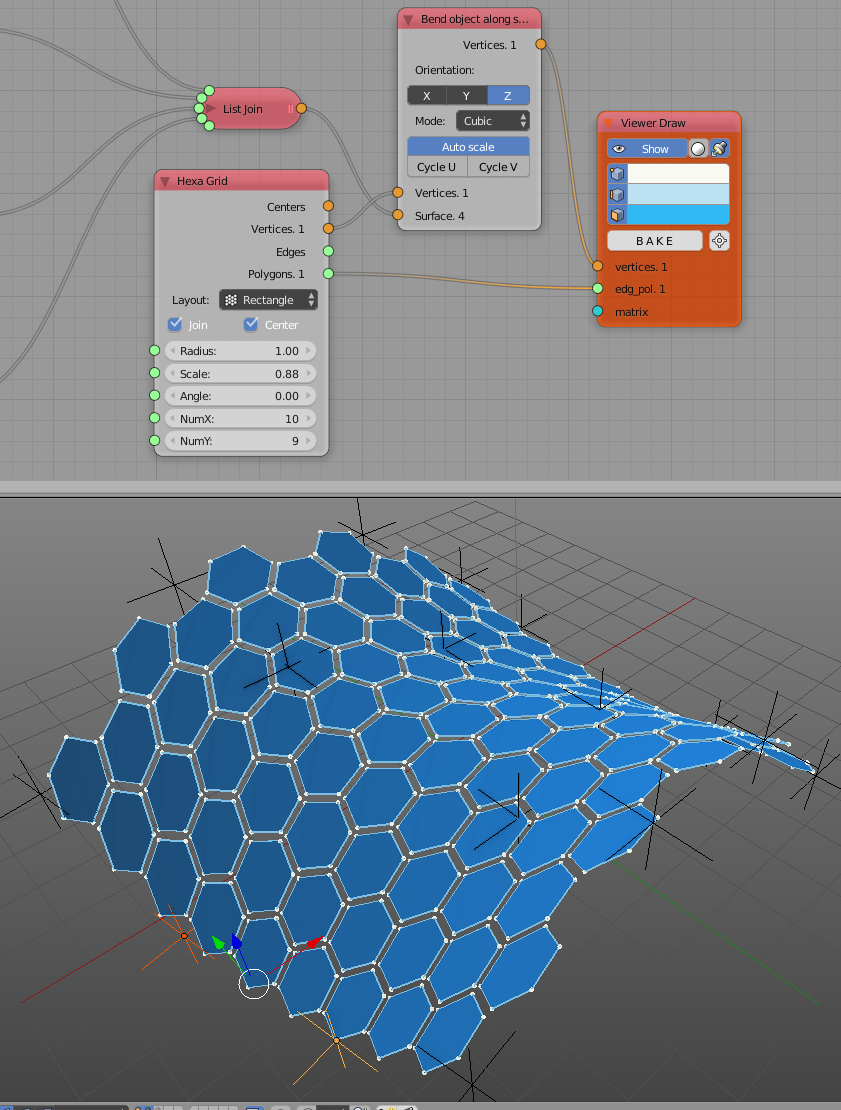 Bend object along s...
Vertices. 1
Orientation:
X Y Z
Mode: Cubic
Auto scale
Cycle U Cycle V
Vertices. 1
Surface. 4
List Join
Hexa Grid
Centers
Vertices. 1
Edges
Polygons. 1
Layout: Rectangle
Join Center
Radius: 1.00
Scale: 0.88
Angle: 0.00
NumX: 10
NumY: 9
Viewer Draw
Show
BAKE
vertices. 1
edg_pol. 1
matrix